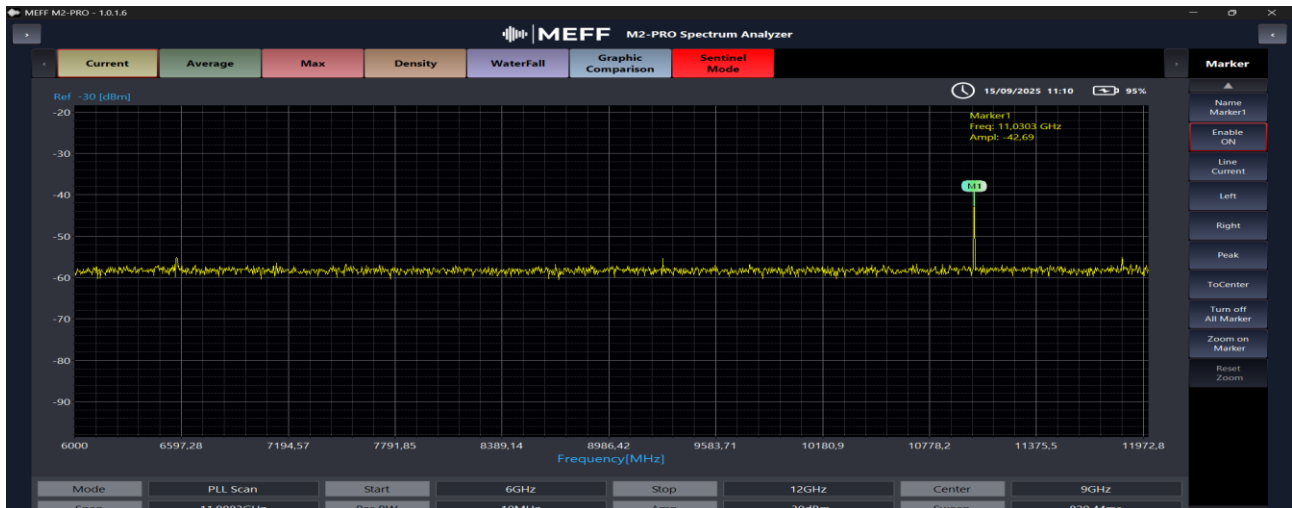 MEFF M2-PRO - 1.0.1.6
MEFF M2-PRO Spectrum Analyzer
Current Average Max Density WaterFall Graphic Comparison Sentinel Mode Marker
Ref -30 [dBm]
15/09/2025 11:10 95%
Marker1
Freq: 11,0303 GHz
Ampl: -42,69
M1
-20
-30
-40
-50
-60
-70
-80
-90
6000 6597,28 7194,57 7791,85 8389,14 8986,42 9583,71 10180,9 10778,2 11375,5 11972,8
Frequency[MHz]
Name
Marker1
Enable
ON
Line
Current
Left
Right
Peak
ToCenter
Turn off
All Marker
Zoom on
Marker
Reset
Zoom
Mode PLL Scan Start 6GHz Stop 12GHz Center 9GHz